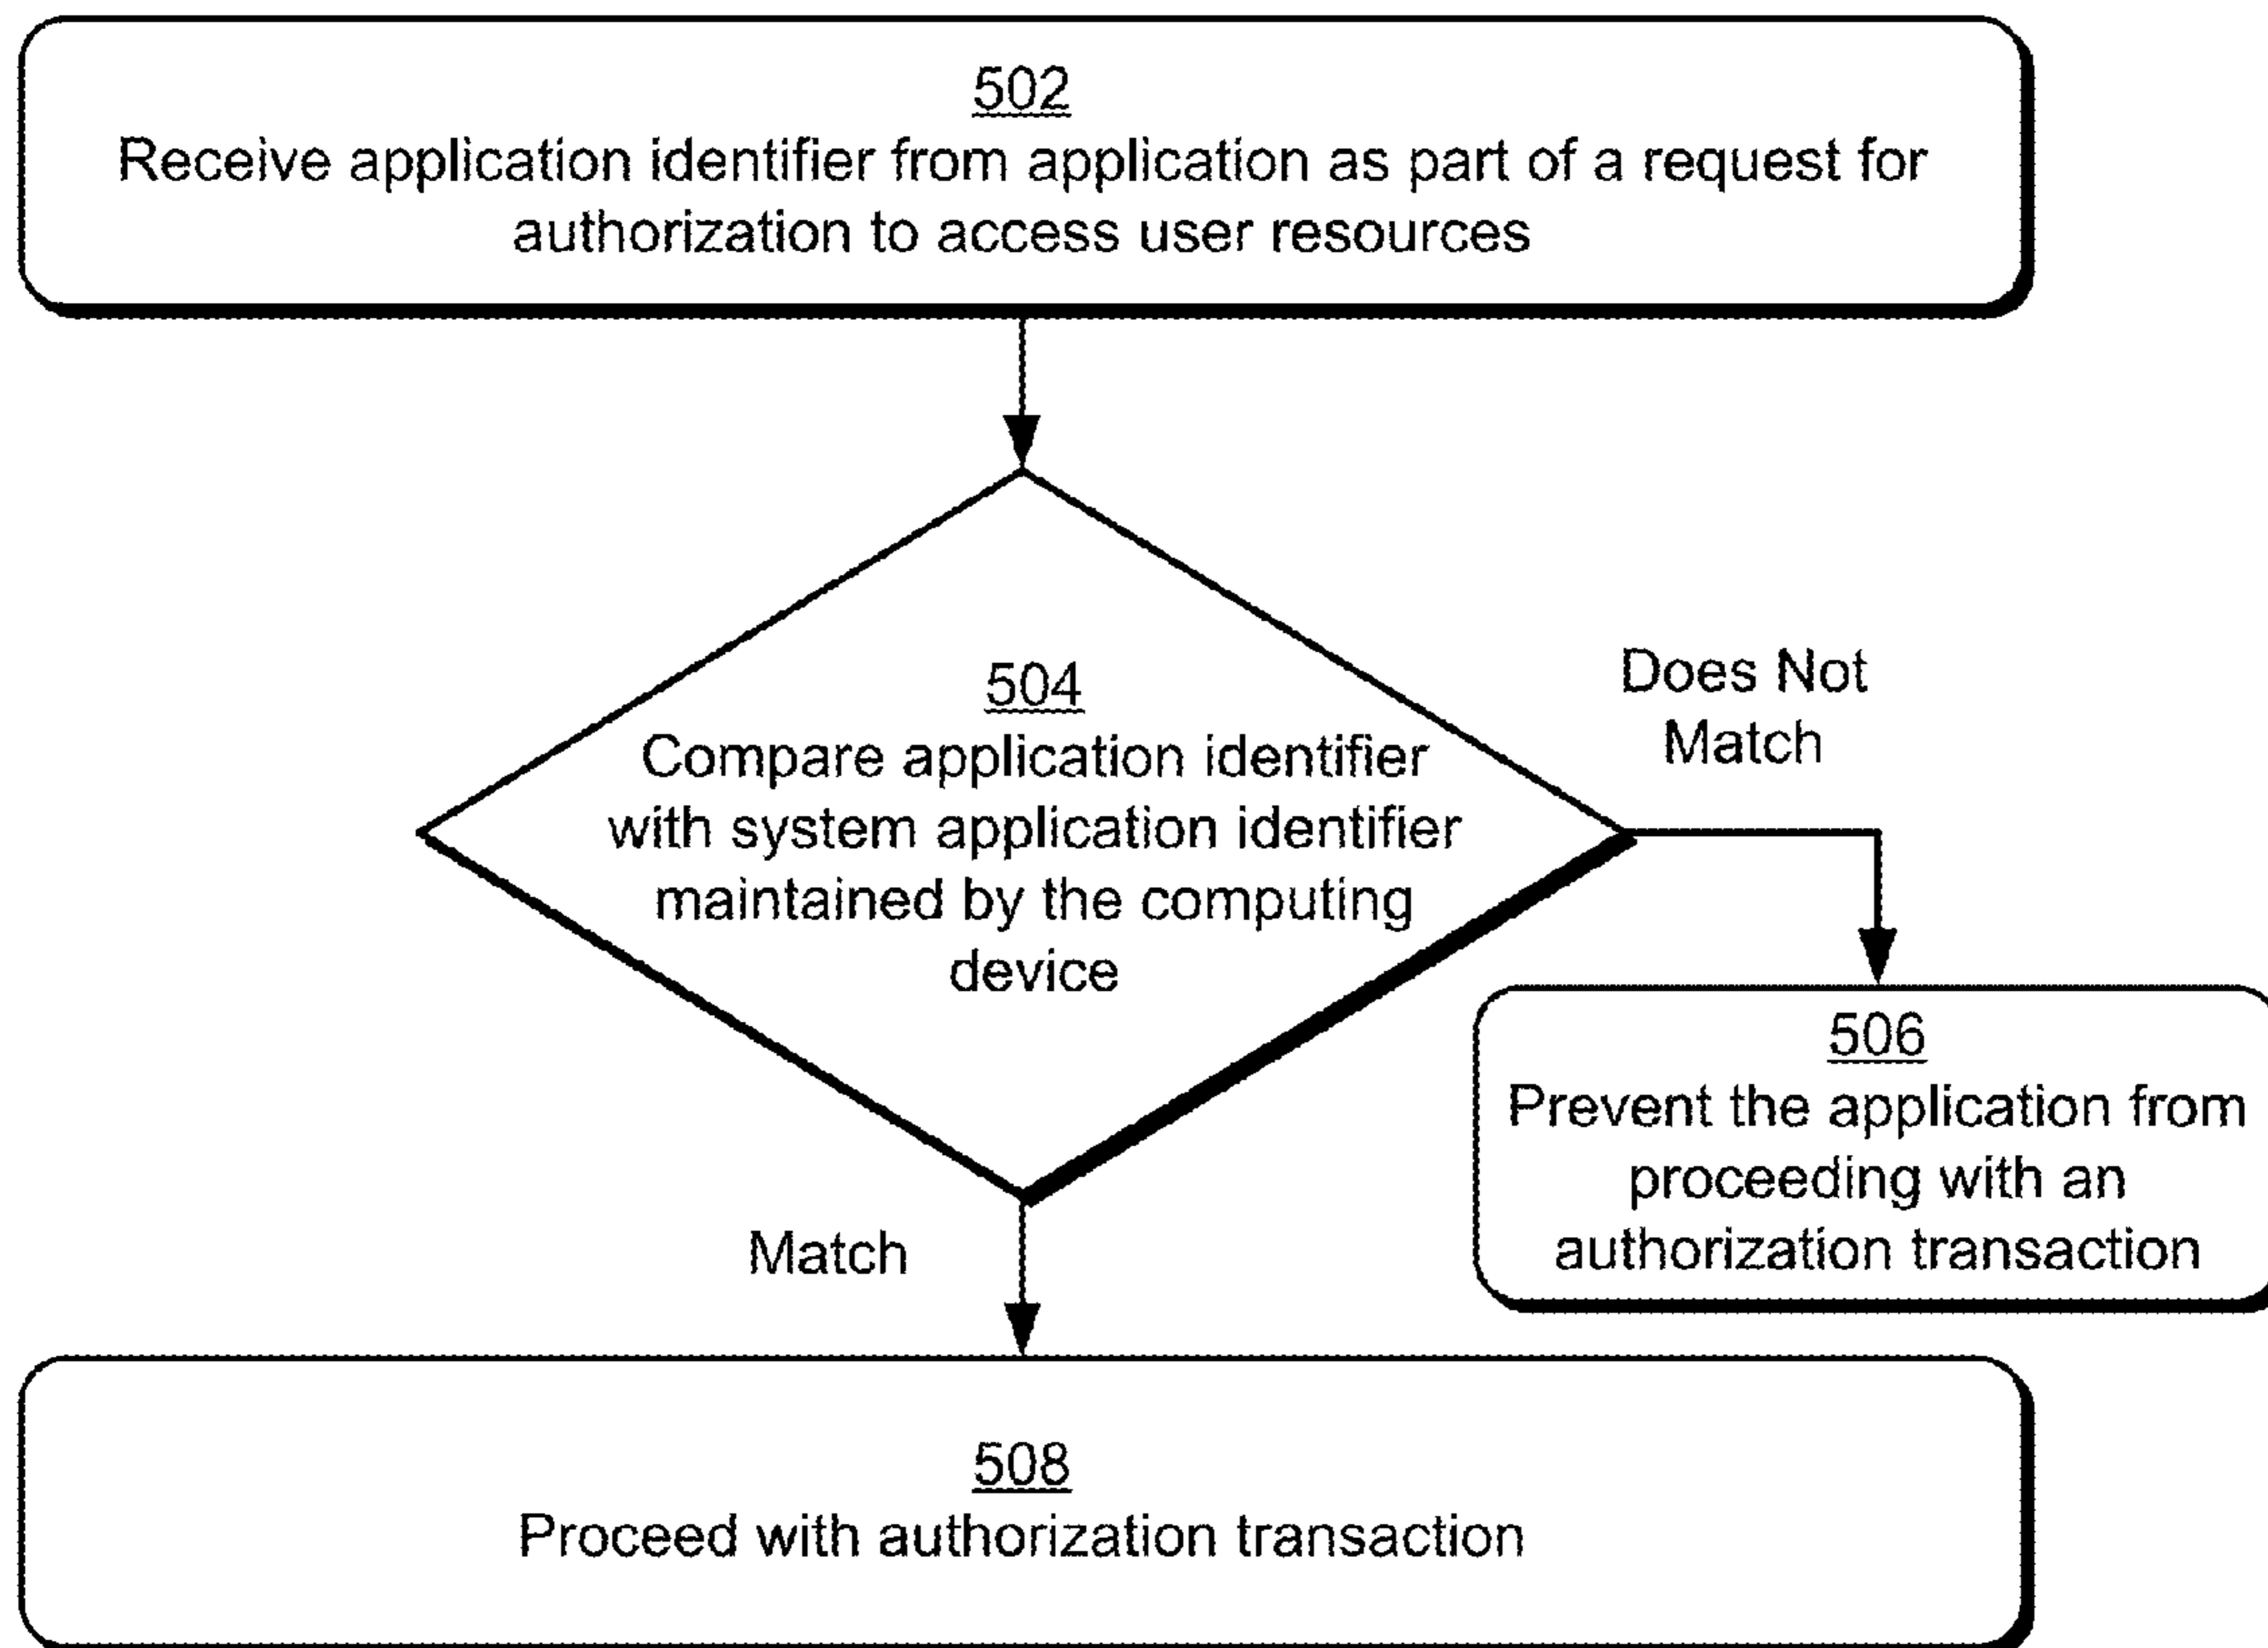 502
Receive application identifier from application as part of a request for
authorization to access user resources
504
Compare application identifier
with system application identifier
maintained by the computing
device
Does Not
Match
506
Prevent the application from
proceeding with an
authorization transaction
Match
508
Proceed with authorization transaction